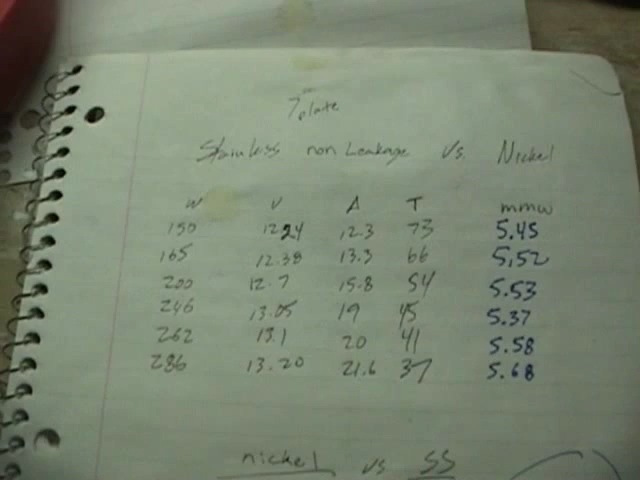 7 plate
Stainless non Leakage Vs. Nickel
W V A T mmw
150 12.24 12.3 73 5.45
165 12.38 13.3 66 5.52
200 12.7 15.8 54 5.53
246 13.05 19 45 5.37
262 13.1 20 41 5.58
286 13.20 21.6 37 5.68
nickel vs SS